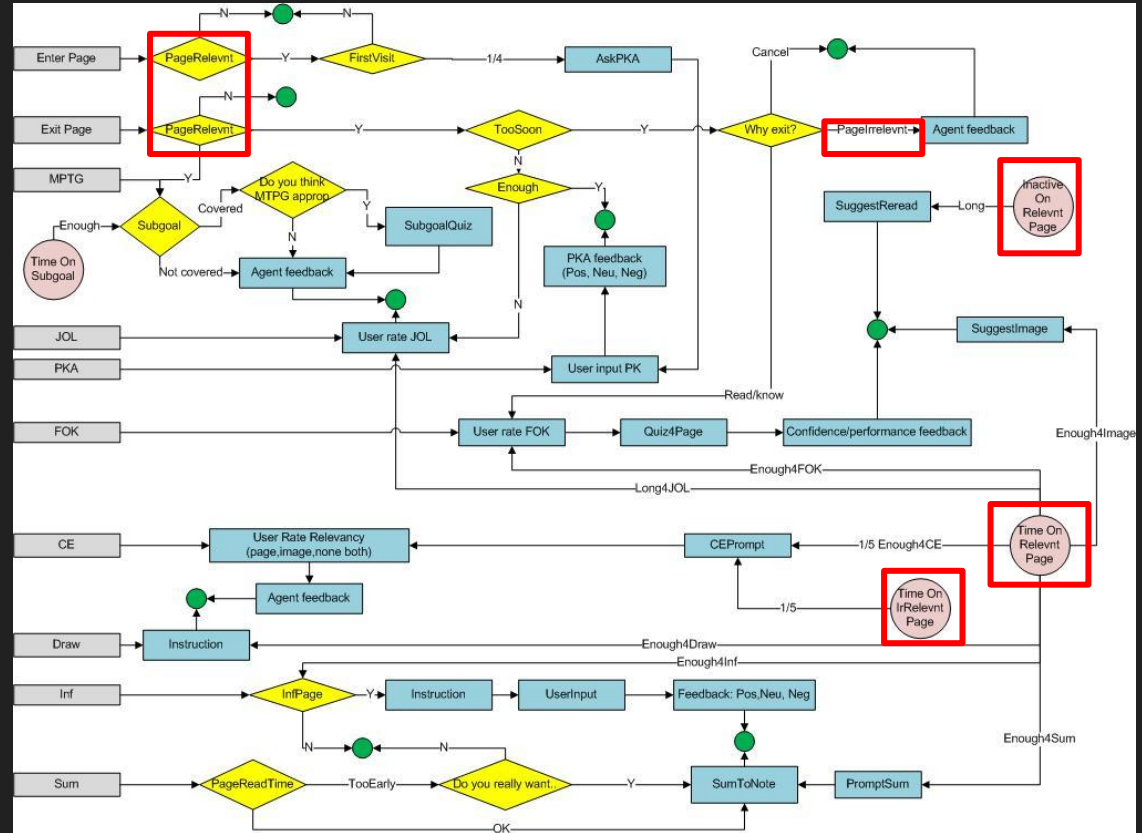 N
N
Enter Page
PageRelevnt
Y
FirstVisit
1/4
AskPKA
Cancel
N
Exit Page
PageRelevnt
Y
TooSoon
Y
Why exit?
PageIrrelevnt
Agent feedback
MPTG
Y
N
Enough
Y
Do you think
MTPG approp
Covered
Y
Enough
Subgoal
SubgoalQuiz
N
Time On
Subgoal
Not covered
Agent feedback
PKA feedback
(Pos, Neu, Neg)
SuggestReread
Long
Inactive
On
Relevnt
Page
N
JOL
User rate JOL
SuggestImage
PKA
User input PK
Read/know
FOK
User rate FOK
Quiz4Page
Confidence/performance feedback
Enough4Image
Enough4FOK
Long4JOL
CE
User Rate Relevancy
(page,image,none both)
CEPrompt
1/5 Enough4CE
Time On
Relevnt
Page
Agent feedback
1/5
Time On
IrRelevnt
Page
Draw
Instruction
Enough4Draw
Enough4Inf
Inf
InfPage
Y
Instruction
UserInput
Feedback: Pos,Neu, Neg
N
N
Enough4Sum
Sum
PageReadTime
TooEarly
Do you really want..
Y
SumToNote
PromptSum
OK